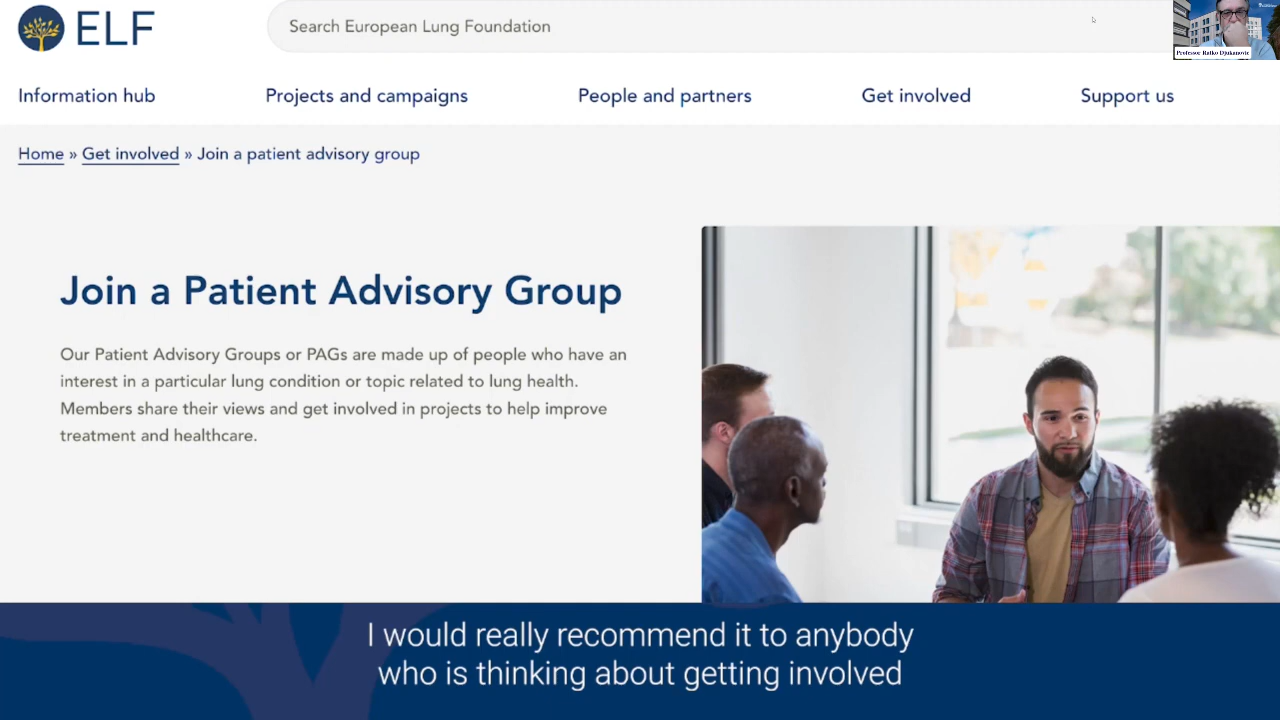 ELF
Search European Lung Foundation
Professor Ratko Djukanovic
Information hub
Projects and campaigns
People and partners
Get involved
Support us
Home » Get involved » Join a patient advisory group
Join a Patient Advisory Group
Our Patient Advisory Groups or PAGs are made up of people who have an
interest in a particular lung condition or topic related to lung health.
Members share their views and get involved in projects to help improve
treatment and healthcare.
I would really recommend it to anybody
who is thinking about getting involved